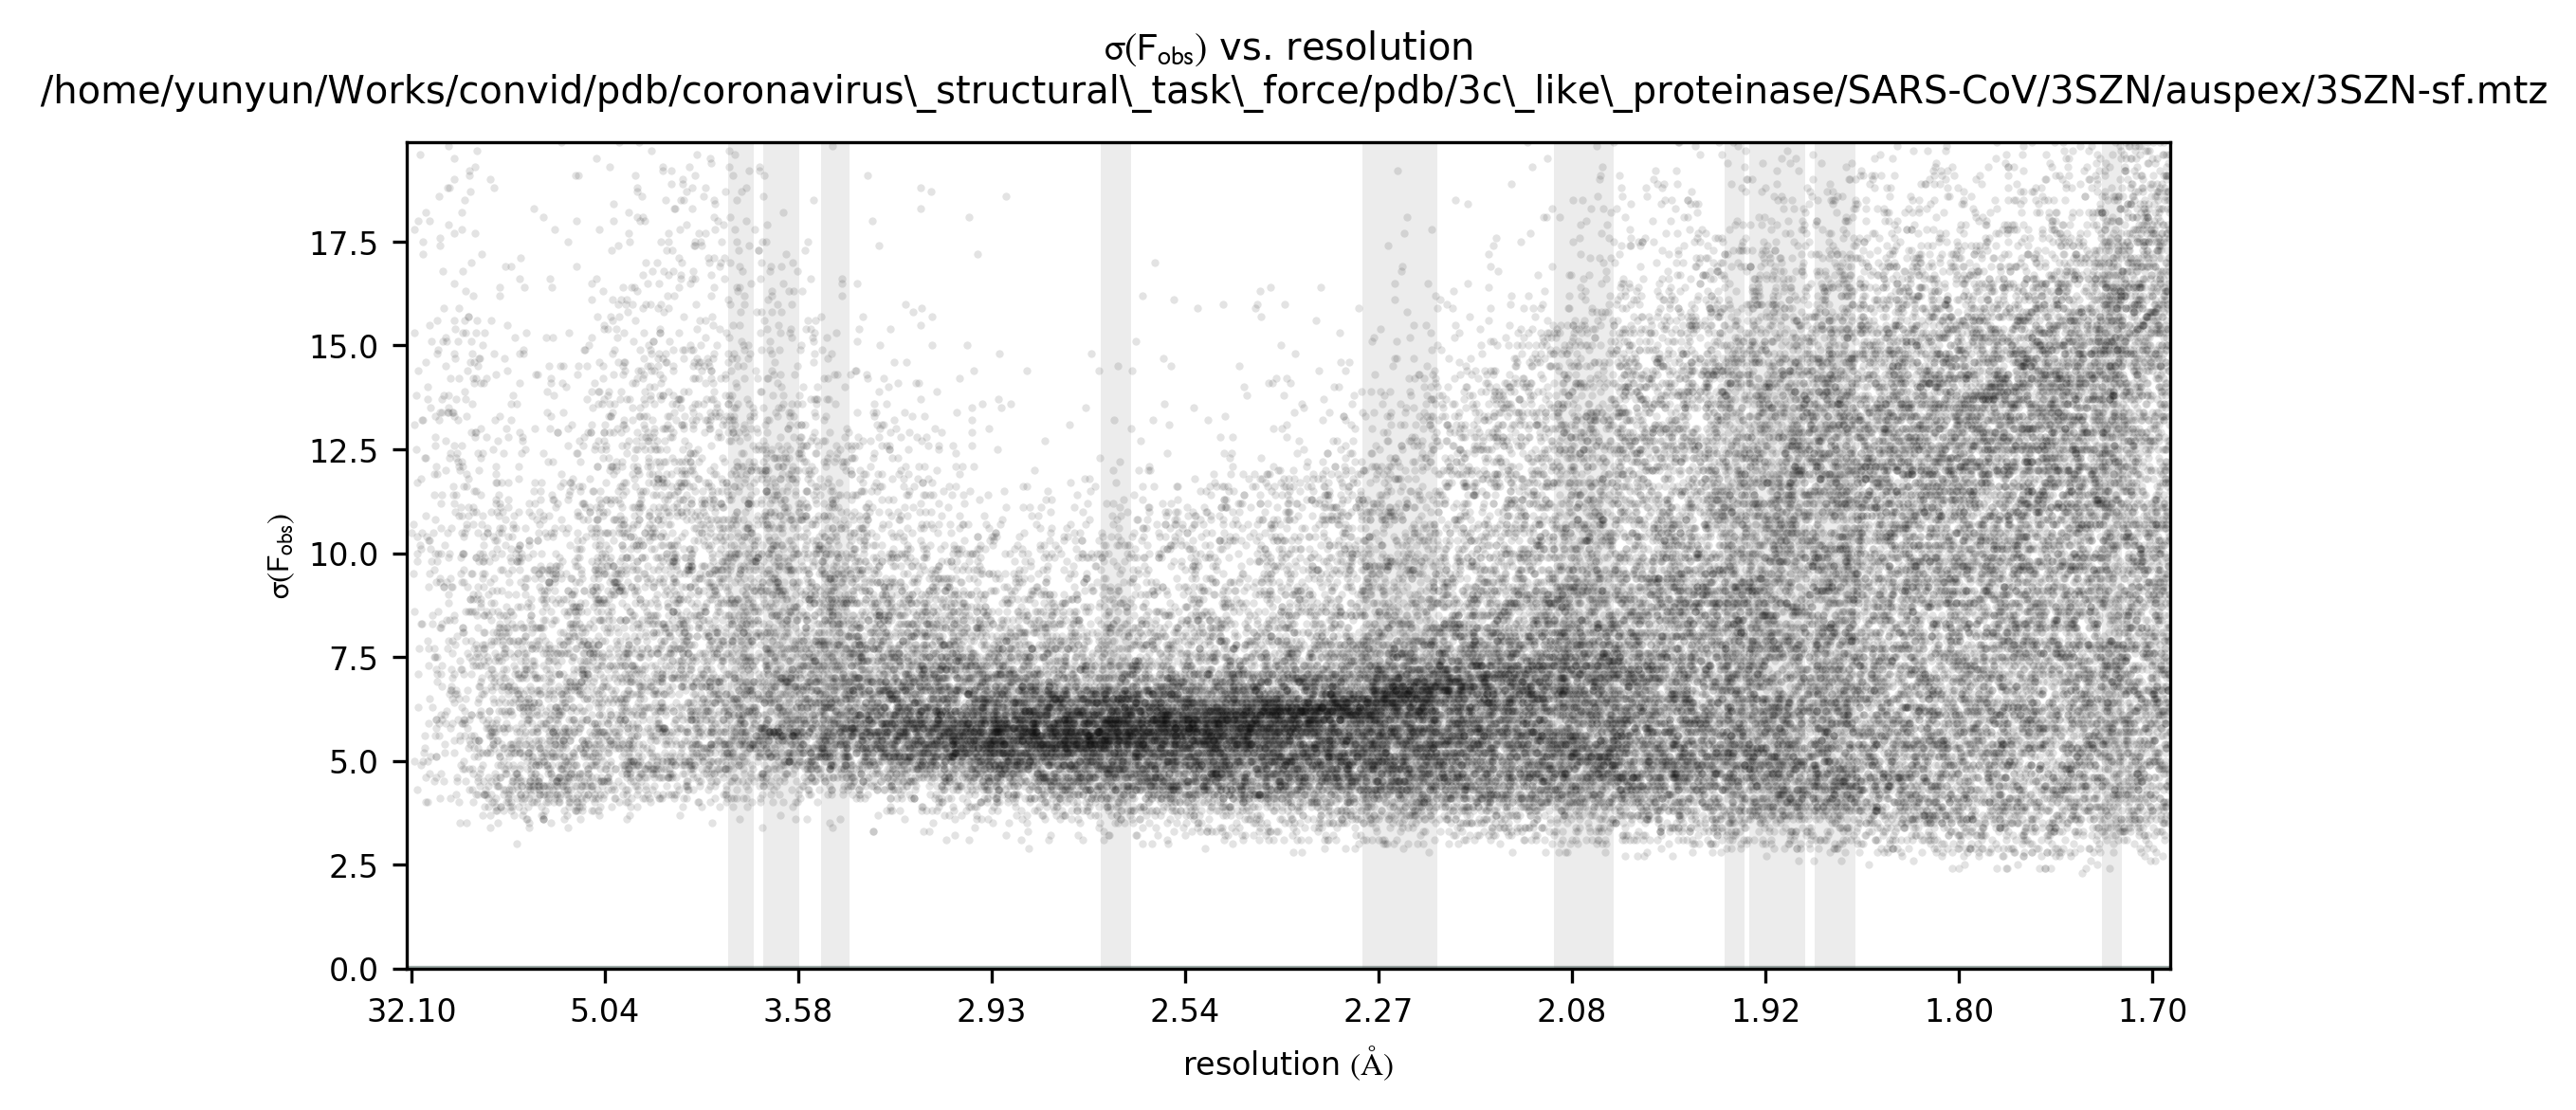 σ(Fobs) vs. resolution
/home/yunyun/Works/convid/pdb/coronavirus\_structural\_task\_force/pdb/3c\_like\_proteinase/SARS-CoV/3SZN/auspex/3SZN-sf.mtz
17.5
15.0
12.5
10.0
7.5
5.0
2.5
0.0
σ(Fobs)
32.10 5.04 3.58 2.93 2.54 2.27 2.08 1.92 1.80 1.70
resolution (Å)